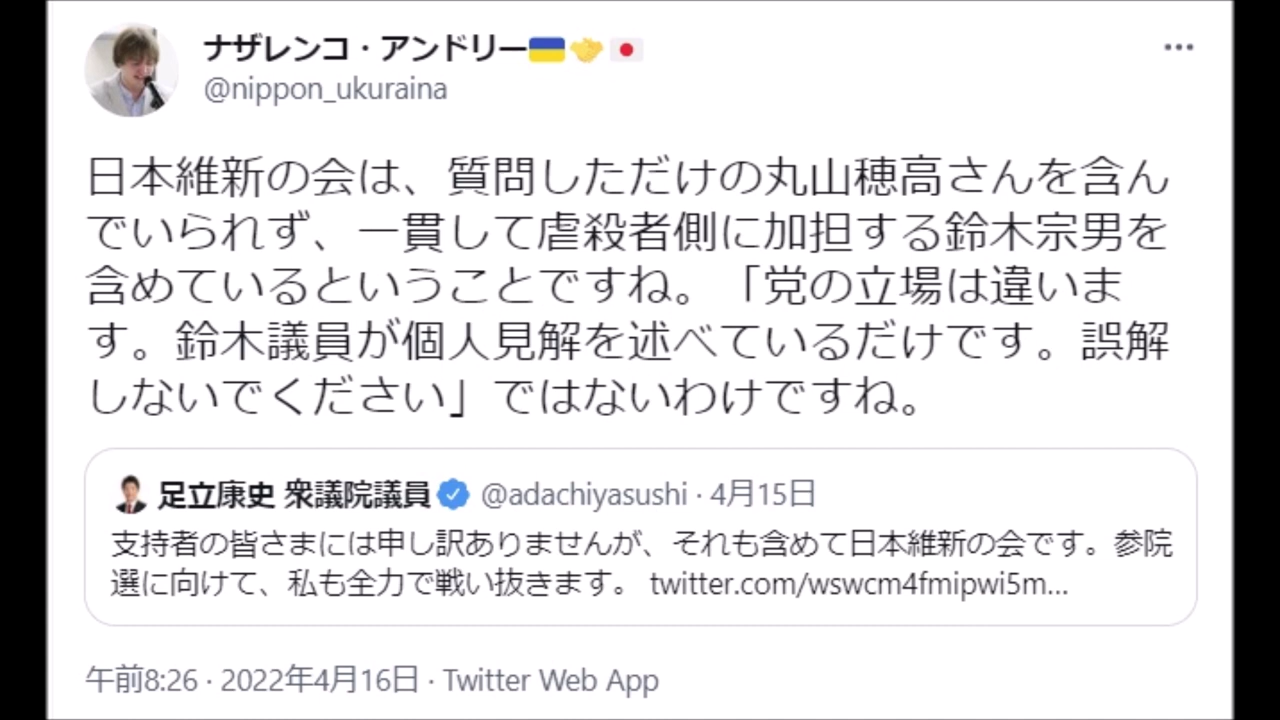 ナザレンコ・アンドリー🇺🇦🤝🇯🇵
@nippon_ukuraina
日本維新の会は、質問しただけの丸山穂高さんを含ん
でいられず、一貫して虐殺者側に加担する鈴木宗男を
含めているということですね。「党の立場は違いま
す。鈴木議員が個人見解を述べているだけです。誤解
しないでください」ではないわけですね。
足立康史 衆議院議員 @adachiyasushi · 4月15日
支持者の皆さまには申し訳ありませんが、それも含めて日本維新の会です。参院
選に向けて、私も全力で戦い抜きます。 twitter.com/wswcm4fmipwi5m...
午前8:26 · 2022年4月16日 · Twitter Web App